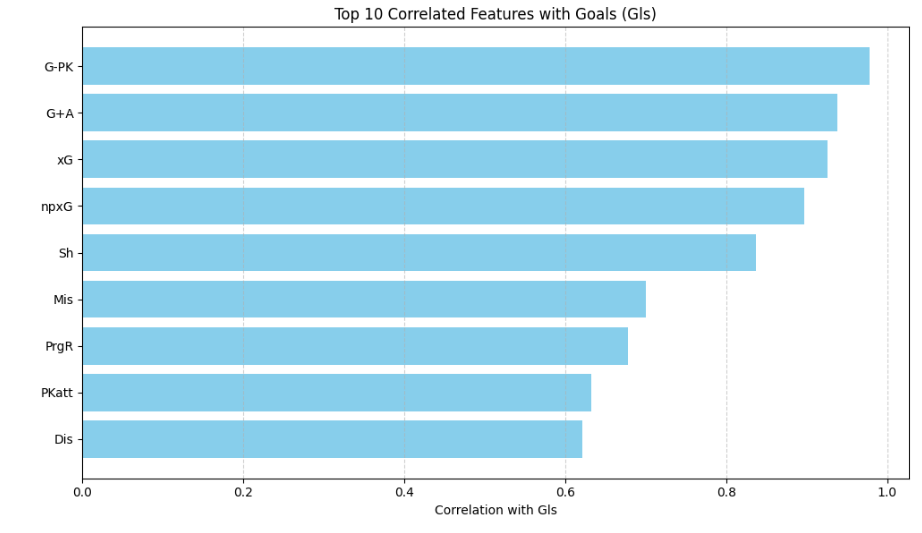 Top 10 Correlated Features with Goals (Gls)
G-PK
G+A
xG
npxG
Sh
Mis
PrgR
PKatt
Dis
0.0 0.2 0.4 0.6 0.8 1.0
Correlation with Gls